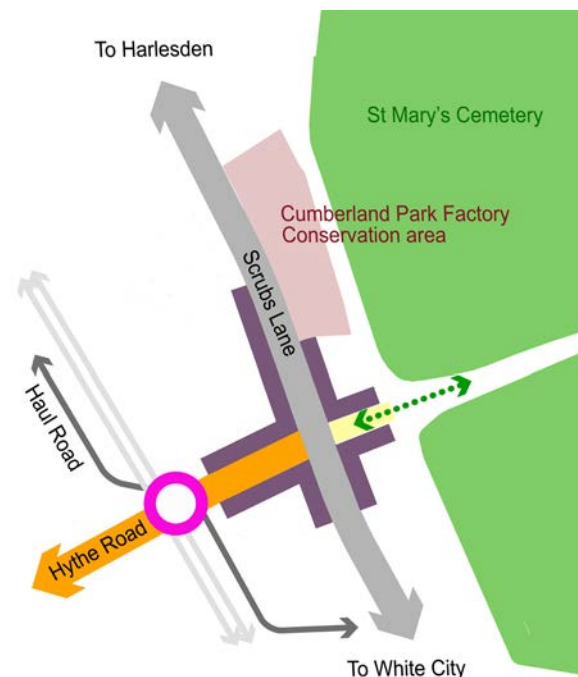 To Harlesden
St Mary's Cemetery
Cumberland Park Factory
Conservation area
Scrubs Lane
Haul Road
Hythe Road
To White City